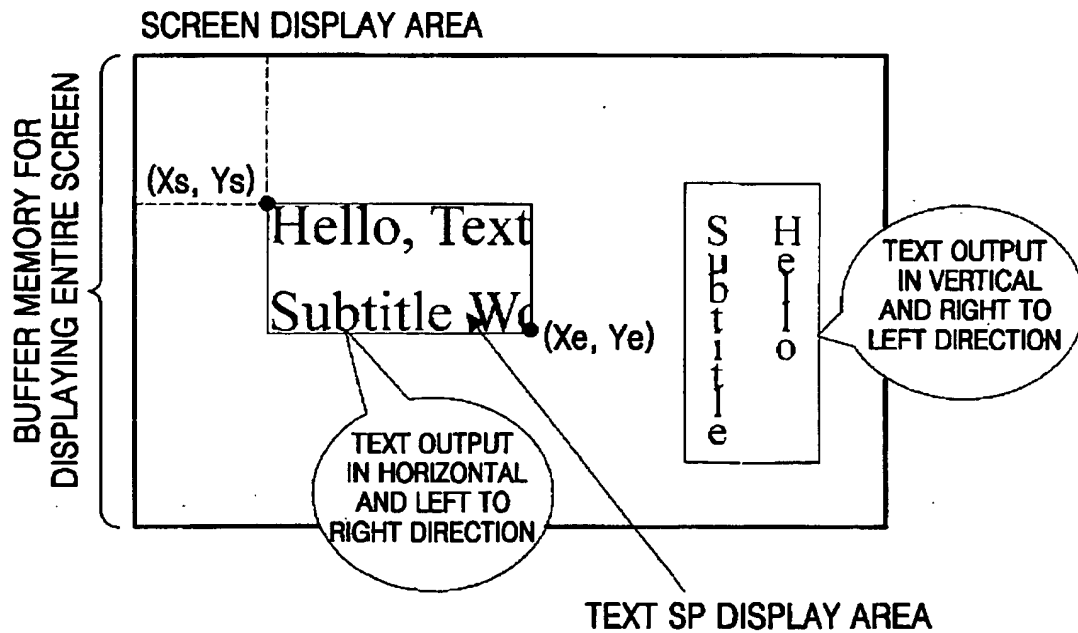 SCREEN DISPLAY AREA
BUFFER MEMORY FOR
DISPLAYING ENTIRE SCREEN
(Xs, Ys)
Hello, Text
Subtitle Wo
(Xe, Ye)
Hello
Subtitle
TEXT OUTPUT
IN VERTICAL
AND RIGHT TO
LEFT DIRECTION
TEXT OUTPUT
IN HORIZONTAL
AND LEFT TO
RIGHT DIRECTION
TEXT SP DISPLAY AREA